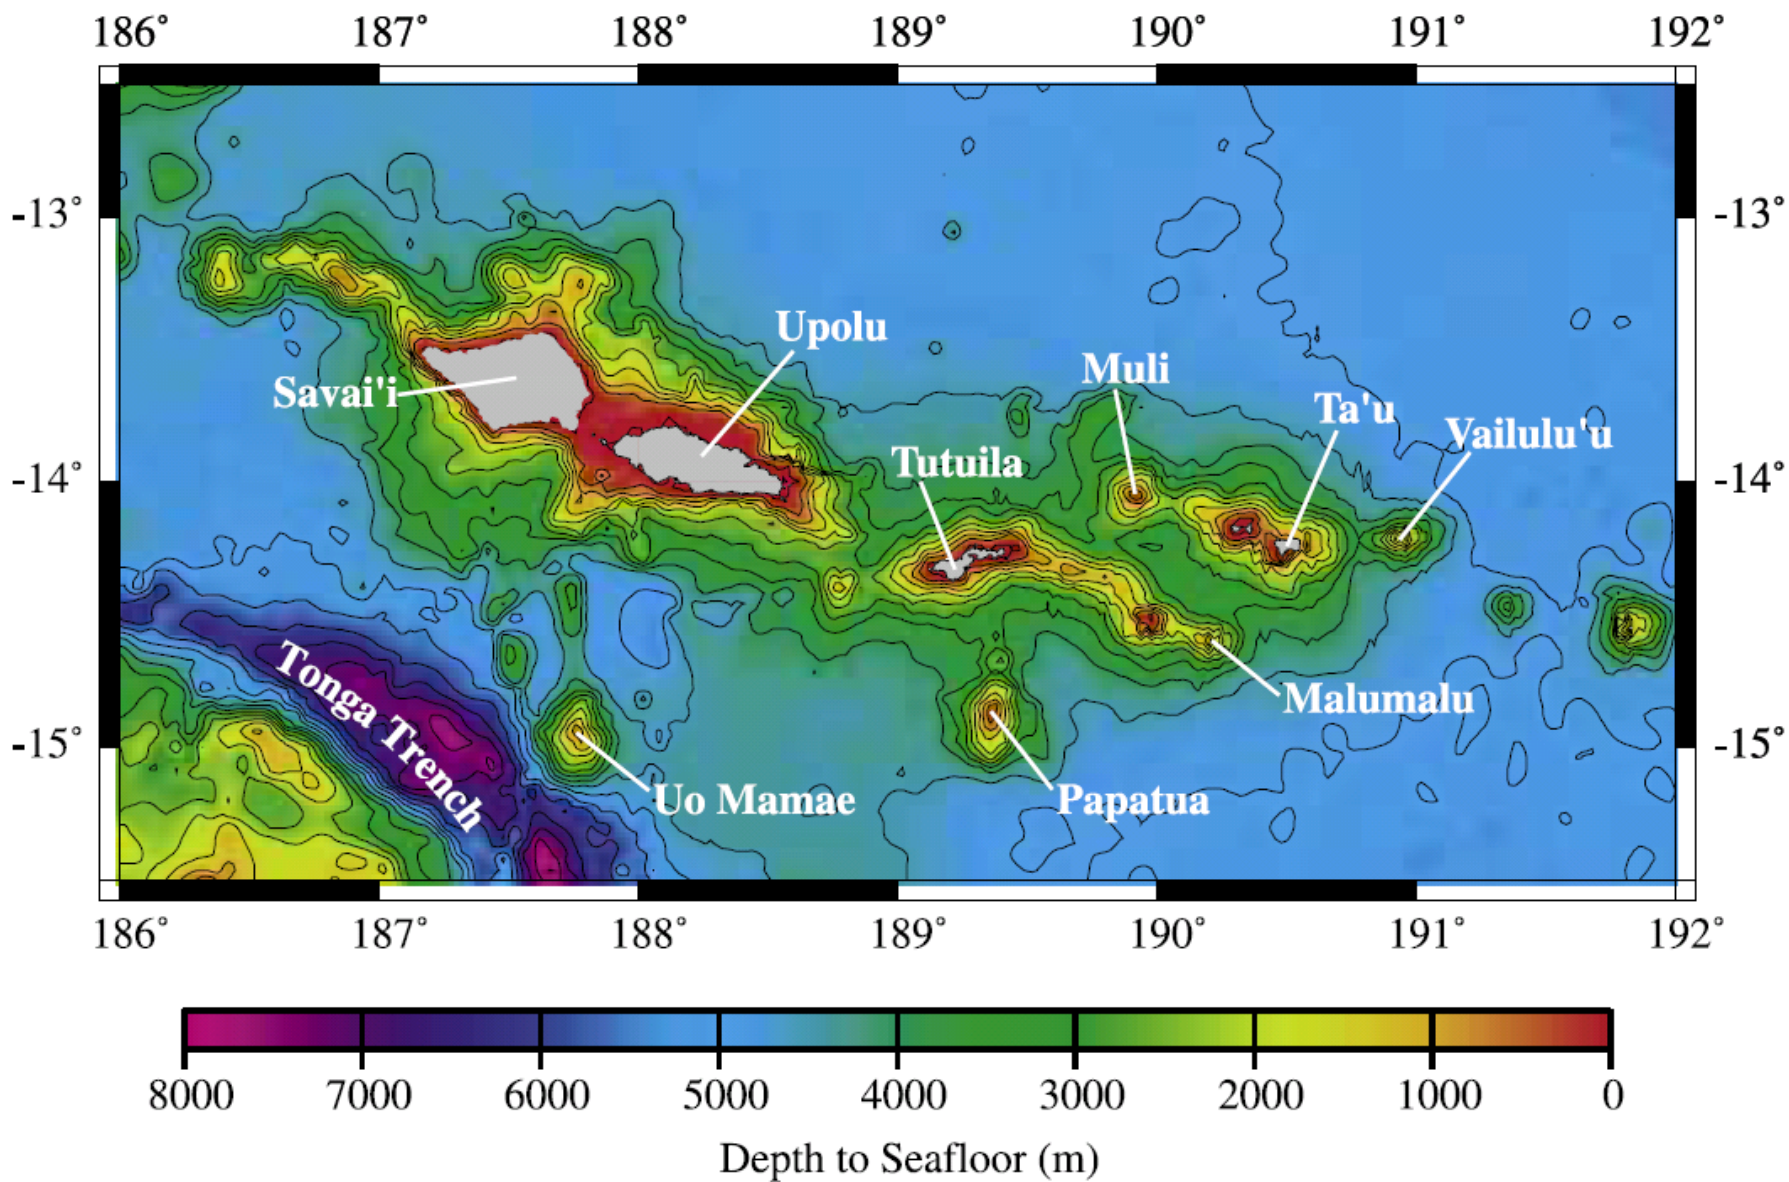 186° 187° 188° 189° 190° 191° 192°
-13° -13°
Upolu
Muli
Savai'i
Ta'u
Vailulu'u
Tutuila
-14° -14°
Tonga Trench
Malumalu
-15° -15°
Uo Mamae
Papatua
186° 187° 188° 189° 190° 191° 192°
8000 7000 6000 5000 4000 3000 2000 1000 0
Depth to Seafloor (m)